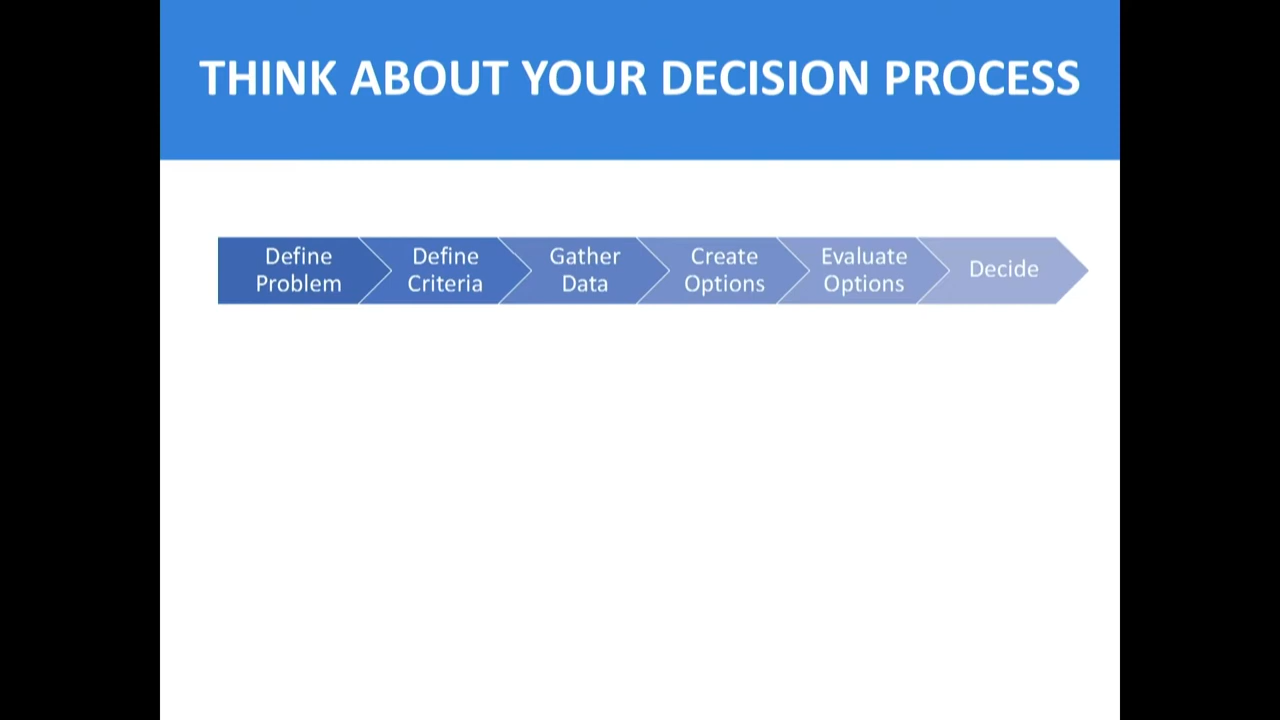 THINK ABOUT YOUR DECISION PROCESS
Define
Problem
Define
Criteria
Gather
Data
Create
Options
Evaluate
Options
Decide